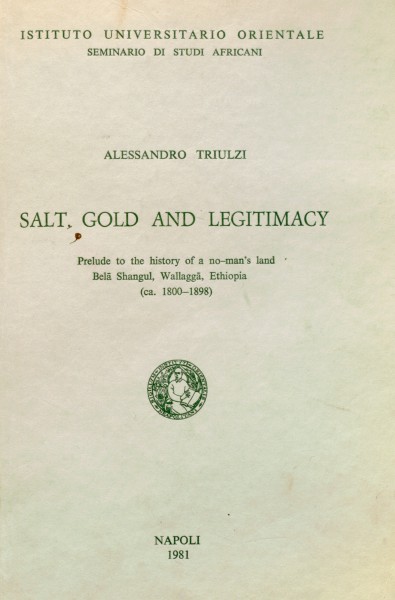 ISTITUTO UNIVERSITARIO ORIENTALE
SEMINARIO DI STUDI AFRICANI
ALESSANDRO TRIULZI
SALT, GOLD AND LEGITIMACY
Prelude to the history of a no-man's land
Belā Shangul, Wallaggā, Ethiopia
(ca. 1800-1898)
NAPOLI
1981